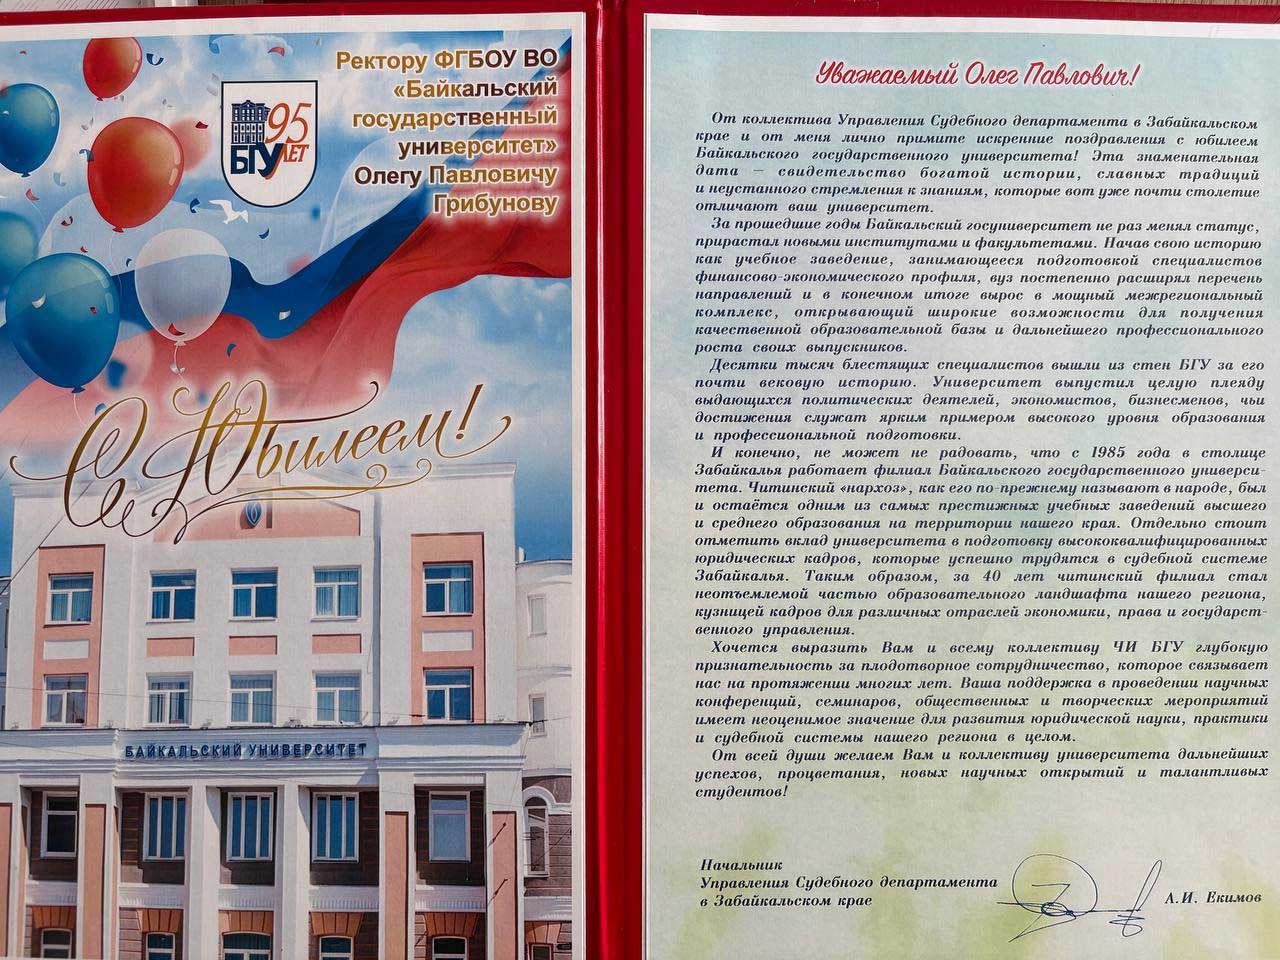 Ректору ФГБОУ ВО
«Байкальский
государственный
университет»
Олегу Павловичу
Грибунову
95
БГУ ЛЕТ
С Юбилеем!
БАЙКАЛЬСКИЙ УНИВЕРСИТЕТ
Уважаемый Олег Павлович!
От коллектива Управления Судебного департамента в Забайкальском
крае и от меня лично примите искренние поздравления с юбилеем
Байкальского государственного университета! Эта знаменательная
дата – свидетельство богатой истории, славных традиций
и неустанного стремления к знаниям, которые вот уже почти столетие
отличают ваш университет.
За прошедшие годы Байкальский госуниверситет не раз менял статус,
прирастал новыми институтами и факультетами. Начав свою историю
как учебное заведение, занимающееся подготовкой специалистов
финансово-экономического профиля, вуз постепенно расширял перечень
направлений и в конечном итоге вырос в мощный межрегиональный
комплекс, открывающий широкие возможности для получения
качественной образовательной базы и дальнейшего профессионального
роста своих выпускников.
Десятки тысяч блестящих специалистов вышли из стен БГУ за его
почти вековую историю. Университет выпустил целую плеяду
выдающихся политических деятелей, экономистов, бизнесменов, чьи
достижения служат ярким примером высокого уровня образования
и профессиональной подготовки.
И конечно, не может не радовать, что с 1985 года в столице
Забайкалья работает филиал Байкальского государственного универси-
тета. Читинский «нархоз», как его по-прежнему называют в народе, был
и остаётся одним из самых престижных учебных заведений высшего
и среднего образования на территории нашего края. Отдельно стоит
отметить вклад университета в подготовку высококвалифицированных
юридических кадров, которые успешно трудятся в судебной системе
Забайкалья. Таким образом, за 40 лет читинский филиал стал
неотъемлемой частью образовательного ландшафта нашего региона,
кузницей кадров для различных отраслей экономики, права и государст-
венного управления.
Хочется выразить Вам и всему коллективу ЧИ БГУ глубокую
признательность за плодотворное сотрудничество, которое связывает
нас на протяжении многих лет. Ваша поддержка в проведении научных
конференций, семинаров, общественных и творческих мероприятий
имеет неоценимое значение для развития юридической науки, практики
и судебной системы нашего региона в целом.
От всей души желаем Вам и коллективу университета дальнейших
успехов, процветания, новых научных открытий и талантливых
студентов!
Начальник
Управления Судебного департамента
в Забайкальском крае
А.И. Екимов